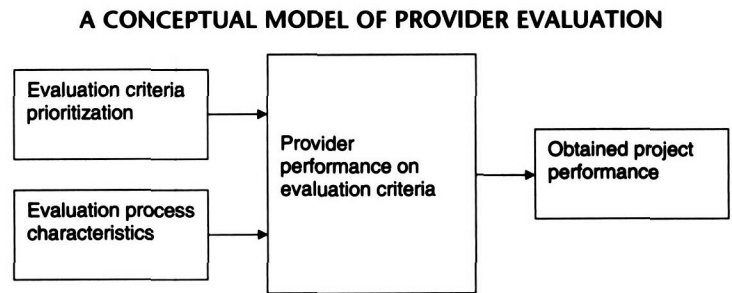 A CONCEPTUAL MODEL OF PROVIDER EVALUATION
Evaluation criteria
prioritization
Evaluation process
characteristics
Provider
performance on
evaluation criteria
Obtained project
performance